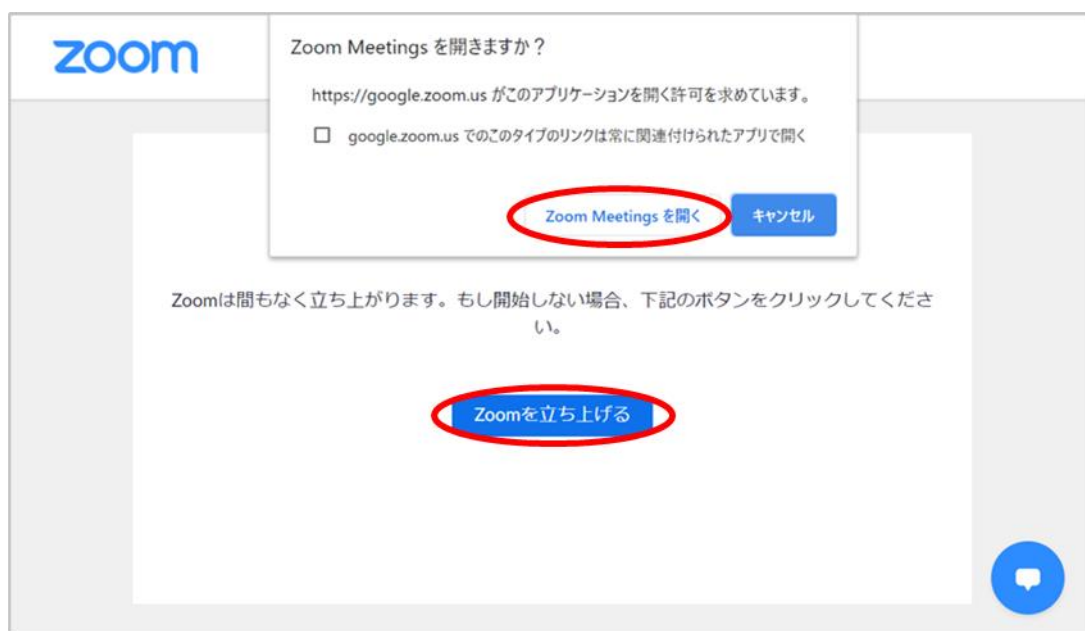 zoom
Zoom Meetings を開きますか？
https://google.zoom.us がこのアプリケーションを開く許可を求めています。
google.zoom.us でのこのタイプのリンクは常に関連付けられたアプリで開く
Zoom Meetings を開く
キャンセル
Zoomは間もなく立ち上がります。もし開始しない場合、下記のボタンをクリックしてくださ
い。
Zoomを立ち上げる